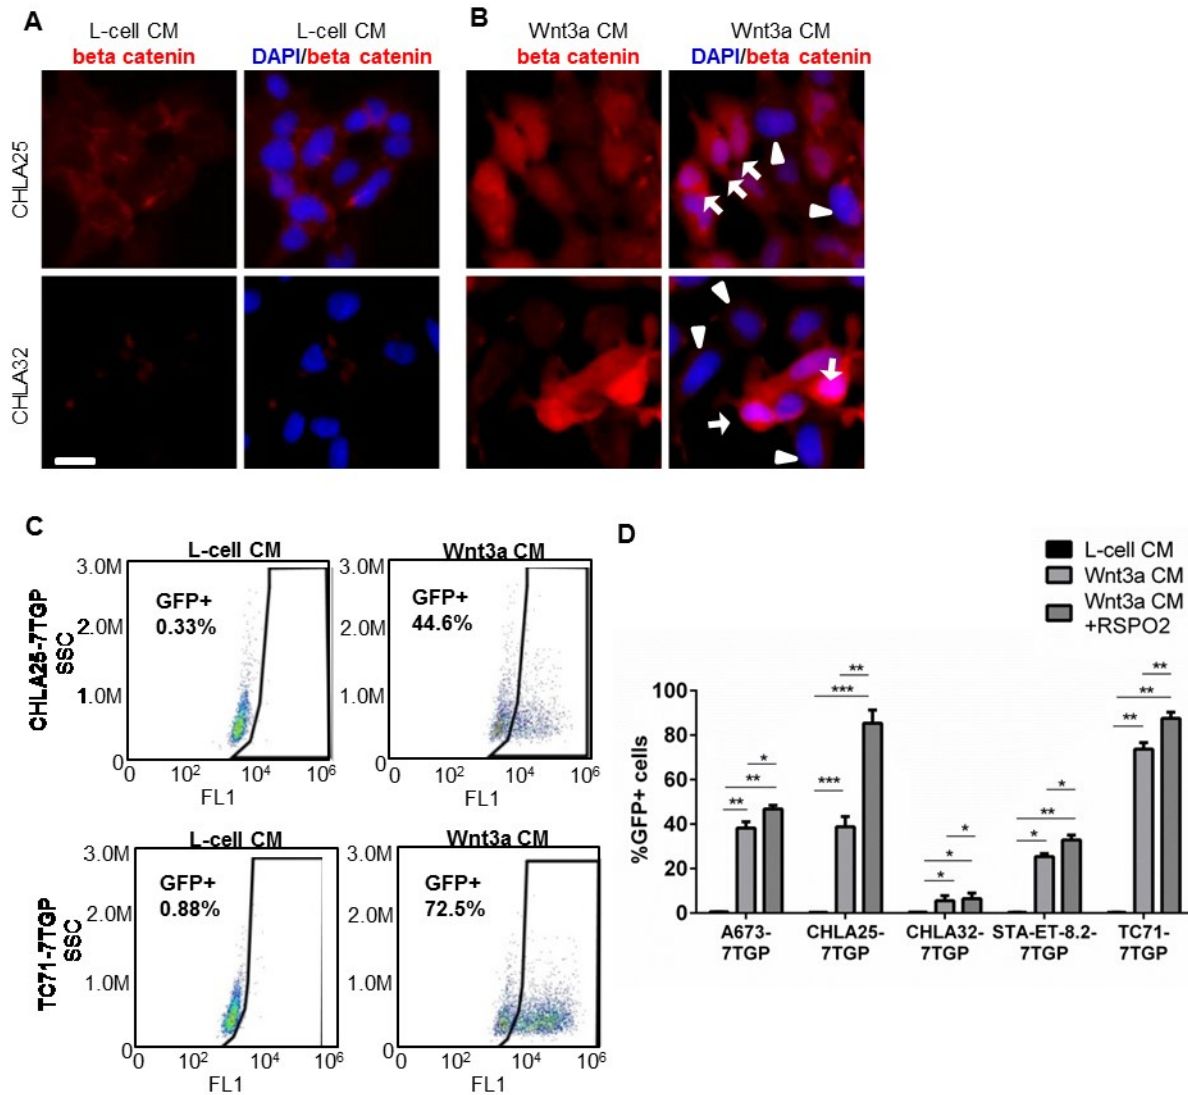 A
L-cell CM
beta catenin
L-cell CM
DAPI/beta catenin
B
Wnt3a CM
beta catenin
Wnt3a CM
DAPI/beta catenin
CHLA25
CHLA32
C
L-cell CM
Wnt3a CM
CHLA25-7TGP
SSC
3.0M
2.0M
1.0M
0
GFP+
0.33%
0 10² 10⁴ 10⁶
FL1
3.0M
2.0M
1.0M
0
GFP+
44.6%
0 10² 10⁴ 10⁶
FL1
L-cell CM
Wnt3a CM
TC71-7TGP
SSC
3.0M
2.0M
1.0M
0
GFP+
0.88%
0 10² 10⁴ 10⁶
FL1
3.0M
2.0M
1.0M
0
GFP+
72.5%
0 10² 10⁴ 10⁶
FL1
D
L-cell CM
Wnt3a CM
Wnt3a CM
+RSPO2
%GFP+ cells
100
80
60
40
20
0
*
**
**
**
***
***
*
*
*
*
**
*
**
**
**
A673-
7TGP
CHLA25-
7TGP
CHLA32-
7TGP
STA-ET-8.2-
7TGP
TC71-
7TGP